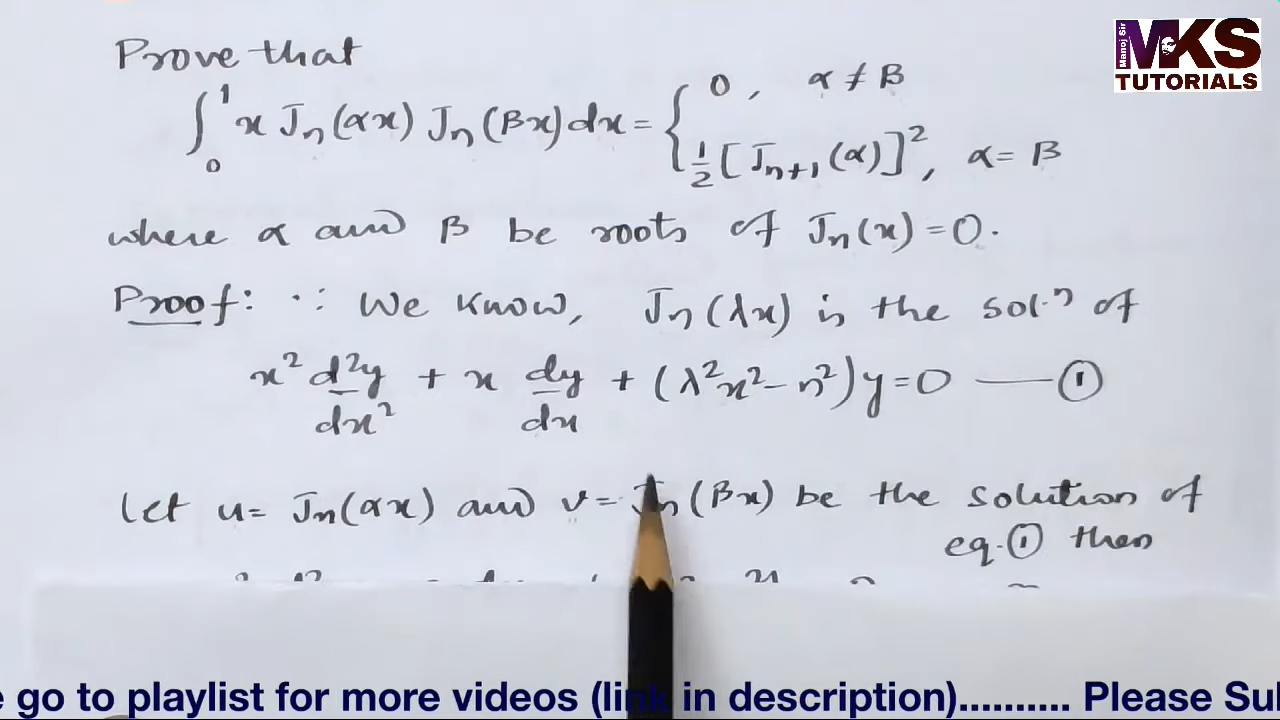 Prove that
∫₀¹ x Jₙ(αx) Jₙ(βx) dx = { 0, α ≠ β
½ [Jₙ₊₁(α)]², α = β
where α and β be roots of Jₙ(x) = 0.
Proof: ∵ We know, Jₙ(λx) is the sol.ⁿ of
x² d²y/dx² + x dy/dx + (λ²x² − n²)y = 0 —— ①
Let u = Jₙ(αx) and v = Jₙ(βx) be the solution of
eq. ① then
Manoj Sir
MKS
TUTORIALS
go to playlist for more videos (link in description).......... Please